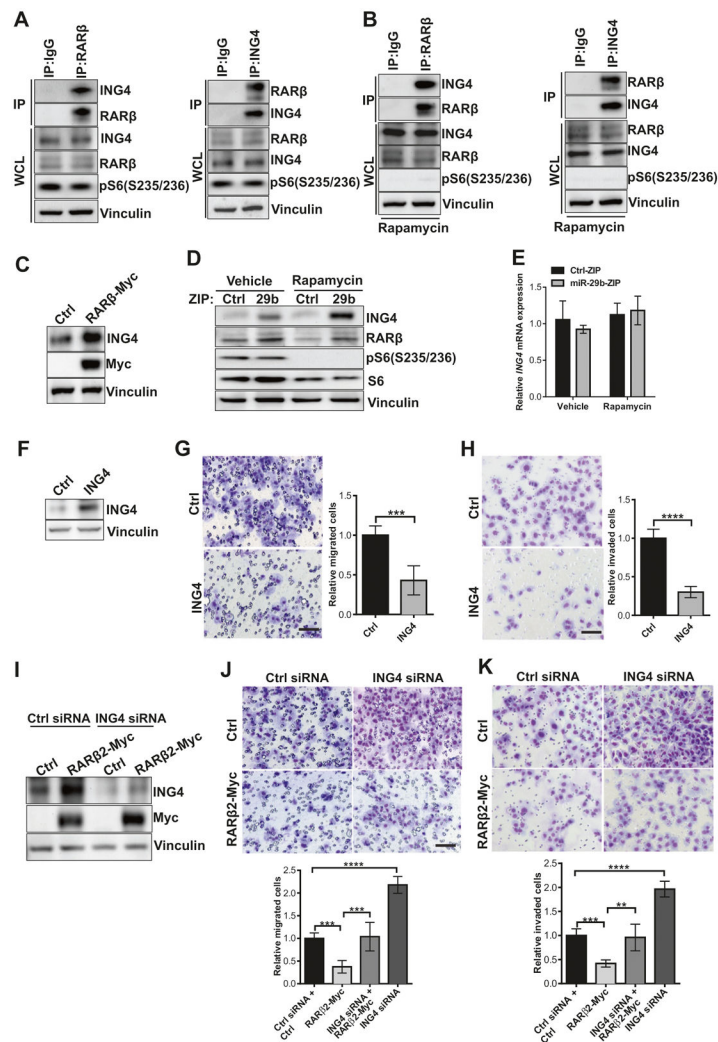 A
IP:IgG
IP:RARβ
IP
ING4
RARβ
WCL
ING4
RARβ
pS6(S235/236)
Vinculin
IP:IgG
IP:ING4
IP
RARβ
ING4
WCL
RARβ
ING4
pS6(S235/236)
Vinculin
B
IP:IgG
IP:RARβ
IP
ING4
RARβ
WCL
ING4
RARβ
pS6(S235/236)
Vinculin
Rapamycin
IP:IgG
IP:ING4
IP
RARβ
ING4
WCL
RARβ
ING4
pS6(S235/236)
Vinculin
Rapamycin
C
Ctrl
RARβ-Myc
ING4
Myc
Vinculin
D
Vehicle Rapamycin
ZIP: Ctrl 29b Ctrl 29b
ING4
RARβ
pS6(S235/236)
S6
Vinculin
E
Ctrl-ZIP
miR-29b-ZIP
Relative ING4 mRNA expression
1.5
1.0
0.5
0.0
Vehicle Rapamycin
F
Ctrl
ING4
ING4
Vinculin
G
Ctrl
ING4
Relative migrated cells
1.5
1.0
0.5
0.0
***
Ctrl
ING4
H
Ctrl
ING4
Relative invaded cells
1.5
1.0
0.5
0.0
****
Ctrl
ING4
I
Ctrl siRNA ING4 siRNA
Ctrl
RARβ2-Myc
Ctrl
RARβ2-Myc
ING4
Myc
Vinculin
J
Ctrl siRNA ING4 siRNA
Ctrl
RARβ2-Myc
Relative migrated cells
2.5
2.0
1.5
1.0
0.5
0.0
****
*** ***
Ctrl siRNA +
Ctrl
RARβ2-Myc
ING4 siRNA +
RARβ2-Myc
ING4 siRNA
K
Ctrl siRNA ING4 siRNA
Ctrl
RARβ2-Myc
Relative invaded cells
2.5
2.0
1.5
1.0
0.5
0.0
****
*** **
Ctrl siRNA +
Ctrl
RARβ2-Myc
ING4 siRNA +
RARβ2-Myc
ING4 siRNA